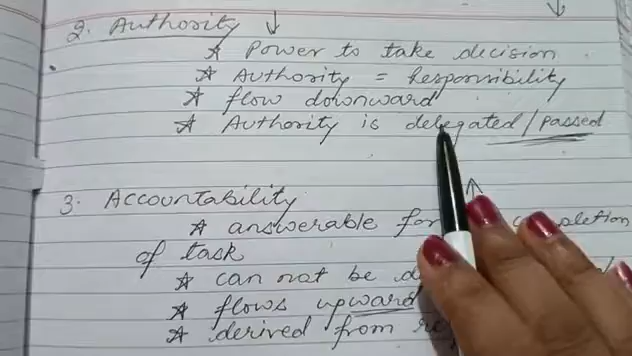 2. Authority ↓
☆ Power to take decision
☆ Authority = Responsibility
☆ flow downward
☆ Authority is delegated / passed
3. Accountability ↑
☆ answerable for
of task
☆ can not be
☆ flows upward
☆ derived from